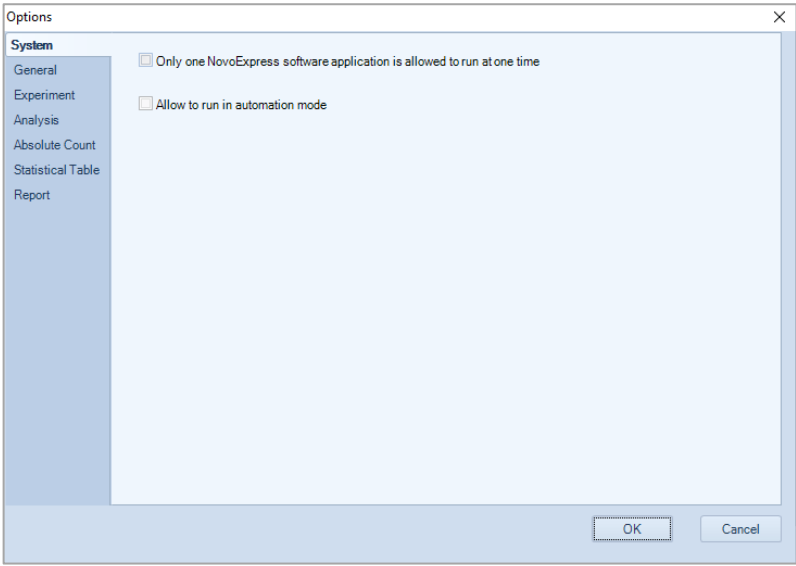 Options
System
General
Experiment
Analysis
Absolute Count
Statistical Table
Report
Only one NovoExpress software application is allowed to run at one time
Allow to run in automation mode
OK
Cancel